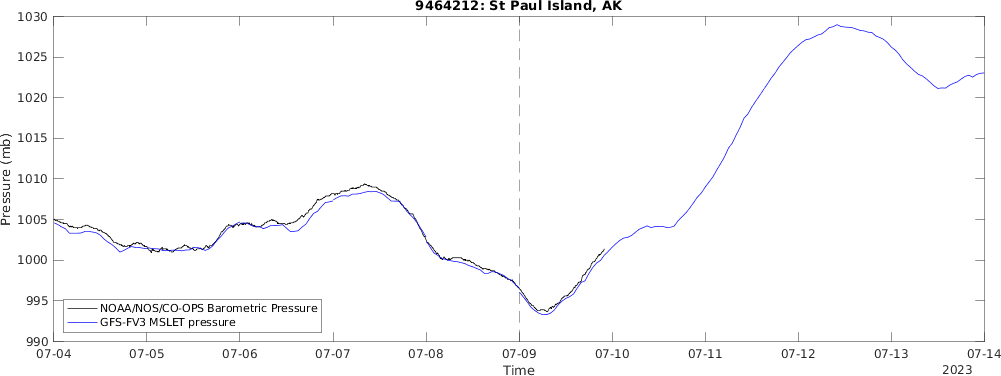 9464212: St Paul Island, AK
Pressure (mb)
1030
1025
1020
1015
1010
1005
1000
995
990
NOAA/NOS/CO-OPS Barometric Pressure
GFS-FV3 MSLET pressure
07-04 07-05 07-06 07-07 07-08 07-09 07-10 07-11 07-12 07-13 07-14
Time
2023